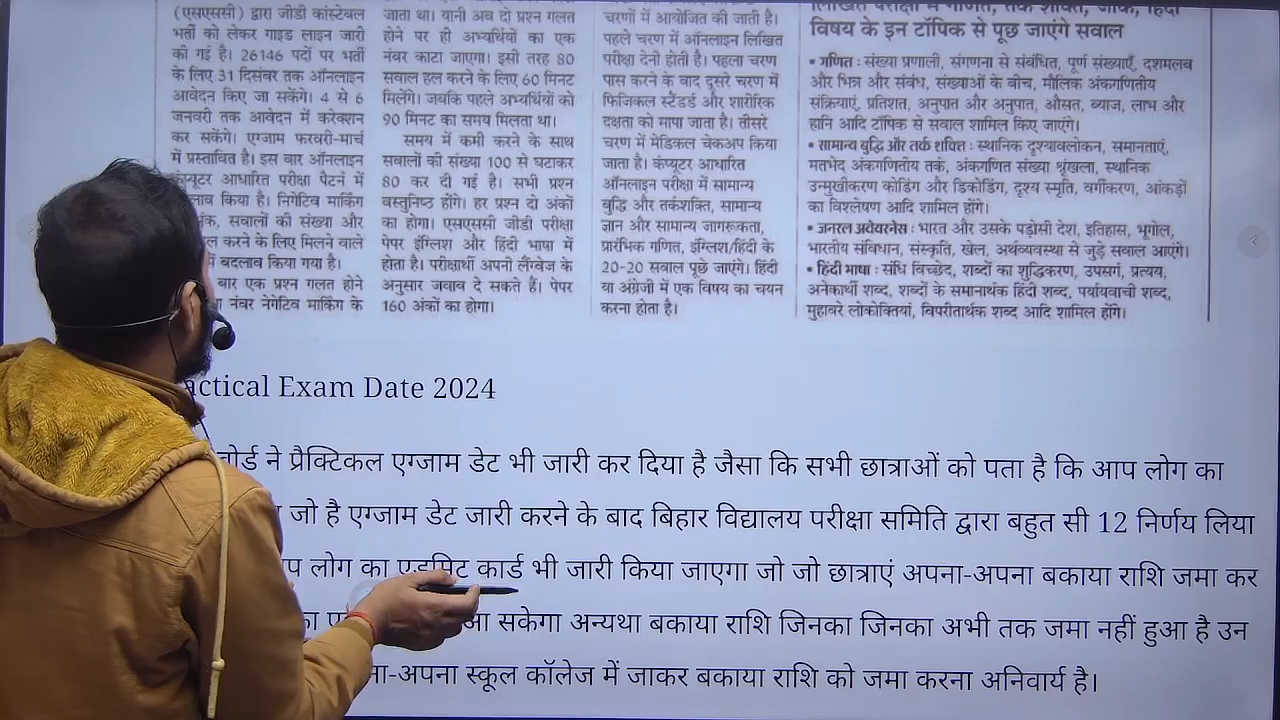 (एसएससी) द्वारा जीडी कांस्टेबल
भर्ती को लेकर गाइड लाइन जारी
की गई है। 26146 पदों पर भर्ती
के लिए 31 दिसंबर तक ऑनलाइन
आवेदन किए जा सकेंगे। 4 से 6
जनवरी तक आवेदन में करेक्शन
कर सकेंगे। एग्जाम फरवरी-मार्च
में प्रस्तावित है। इस बार ऑनलाइन
कंप्यूटर आधारित परीक्षा पैटर्न में
लाव किया है। निगेटिव मार्किंग
अंक, सवालों की संख्या और
ल करने के लिए मिलने वाले
में बदलाव किया गया है।
बार एक प्रश्न गलत होने
नंबर नेगेटिव मार्किंग के
जाता था। यानी अब दो प्रश्न गलत
होने पर ही अभ्यर्थियों का एक
नंबर काटा जाएगा। इसी तरह 80
सवाल हल करने के लिए 60 मिनट
मिलेंगे। जबकि पहले अभ्यर्थियों को
90 मिनट का समय मिलता था।
समय में कमी करने के साथ
सवालों की संख्या 100 से घटाकर
80 कर दी गई है। सभी प्रश्न
वस्तुनिष्ठ होंगे। हर प्रश्न दो अंकों
का होगा। एसएससी जीडी परीक्षा
पेपर इंग्लिश और हिंदी भाषा में
होता है। परीक्षार्थी अपनी लैंग्वेज के
अनुसार जवाब दे सकते हैं। पेपर
160 अंकों का होगा।
चरणों में आयोजित की जाती है।
पहले चरण में ऑनलाइन लिखित
परीक्षा देनी होती है। पहला चरण
पास करने के बाद दूसरे चरण में
फिजिकल स्टैंडर्ड और शारीरिक
दक्षता को मापा जाता है। तीसरे
चरण में मेडिकल चेकअप किया
जाता है। कंप्यूटर आधारित
ऑनलाइन परीक्षा में सामान्य
बुद्धि और तर्कशक्ति, सामान्य
ज्ञान और सामान्य जागरूकता,
प्रारंभिक गणित, इंग्लिश/हिंदी के
20-20 सवाल पूछे जाएंगे। हिंदी
या अंग्रेजी में एक विषय का चयन
करना होता है।
लिखित परीक्षा में गणित, तर्क शक्ति, जीके, हिंदी
विषय के इन टॉपिक से पूछ जाएंगे सवाल
• गणित : संख्या प्रणाली, संगणना से संबंधित, पूर्ण संख्याएँ, दशमलव
और भिन्न और संबंध, संख्याओं के बीच, मौलिक अंकगणितीय
संक्रियाएं, प्रतिशत, अनुपात और अनुपात, औसत, ब्याज, लाभ और
हानि आदि टॉपिक से सवाल शामिल किए जाएंगे।
• सामान्य बुद्धि और तर्क शक्ति : स्थानिक दृश्यावलोकन, समानताएं,
मतभेद अंकगणितीय तर्क, अंकगणित संख्या श्रृंखला, स्थानिक
उन्मुखीकरण कोडिंग और डिकोडिंग, दृश्य स्मृति, वर्गीकरण, आंकड़ों
का विश्लेषण आदि शामिल होंगे।
• जनरल अवेयरनेस : भारत और उसके पड़ोसी देश, इतिहास, भूगोल,
भारतीय संविधान, संस्कृति, खेल, अर्थव्यवस्था से जुड़े सवाल आएंगे।
• हिंदी भाषा : संधि विच्छेद, शब्दों का शुद्धिकरण, उपसर्ग, प्रत्यय,
अनेकार्थी शब्द, शब्दों के समानार्थक हिंदी शब्द, पर्यायवाची शब्द,
मुहावरे लोकोक्तियां, विपरीतार्थक शब्द आदि शामिल होंगे।
actical Exam Date 2024
बोर्ड ने प्रैक्टिकल एग्जाम डेट भी जारी कर दिया है जैसा कि सभी छात्राओं को पता है कि आप लोग का
जो है एग्जाम डेट जारी करने के बाद बिहार विद्यालय परीक्षा समिति द्वारा बहुत सी 12 निर्णय लिया
प लोग का एडमिट कार्ड भी जारी किया जाएगा जो जो छात्राएं अपना-अपना बकाया राशि जमा कर
आ सकेगा अन्यथा बकाया राशि जिनका जिनका अभी तक जमा नहीं हुआ है उन
ना-अपना स्कूल कॉलेज में जाकर बकाया राशि को जमा करना अनिवार्य है।